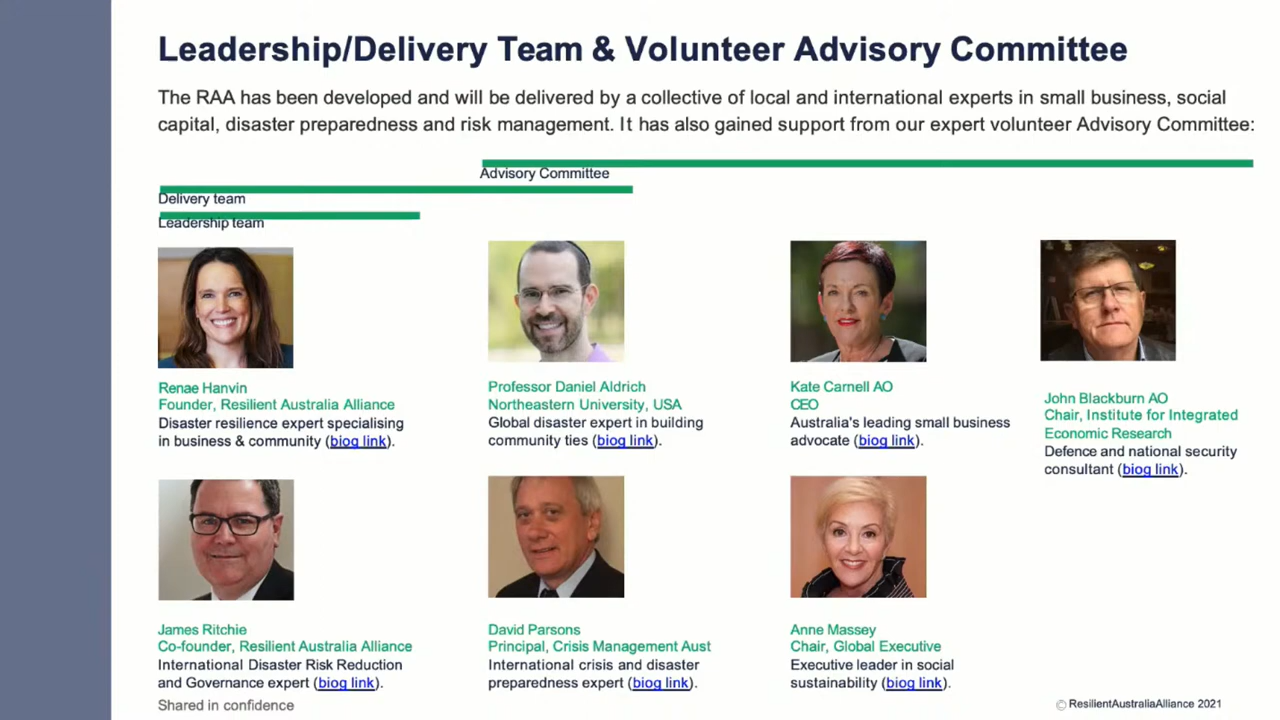 Leadership/Delivery Team & Volunteer Advisory Committee
The RAA has been developed and will be delivered by a collective of local and international experts in small business, social
capital, disaster preparedness and risk management. It has also gained support from our expert volunteer Advisory Committee:
Advisory Committee
Delivery team
Leadership team
Renae Hanvin
Founder, Resilient Australia Alliance
Disaster resilience expert specialising
in business & community (biog link).
Professor Daniel Aldrich
Northeastern University, USA
Global disaster expert in building
community ties (biog link).
Kate Carnell AO
CEO
Australia's leading small business
advocate (biog link).
John Blackburn AO
Chair, Institute for Integrated
Economic Research
Defence and national security
consultant (biog link).
James Ritchie
Co-founder, Resilient Australia Alliance
International Disaster Risk Reduction
and Governance expert (biog link).
David Parsons
Principal, Crisis Management Aust
International crisis and disaster
preparedness expert (biog link).
Anne Massey
Chair, Global Executive
Executive leader in social
sustainability (biog link).
Shared in confidence
©ResilientAustraliaAlliance 2021